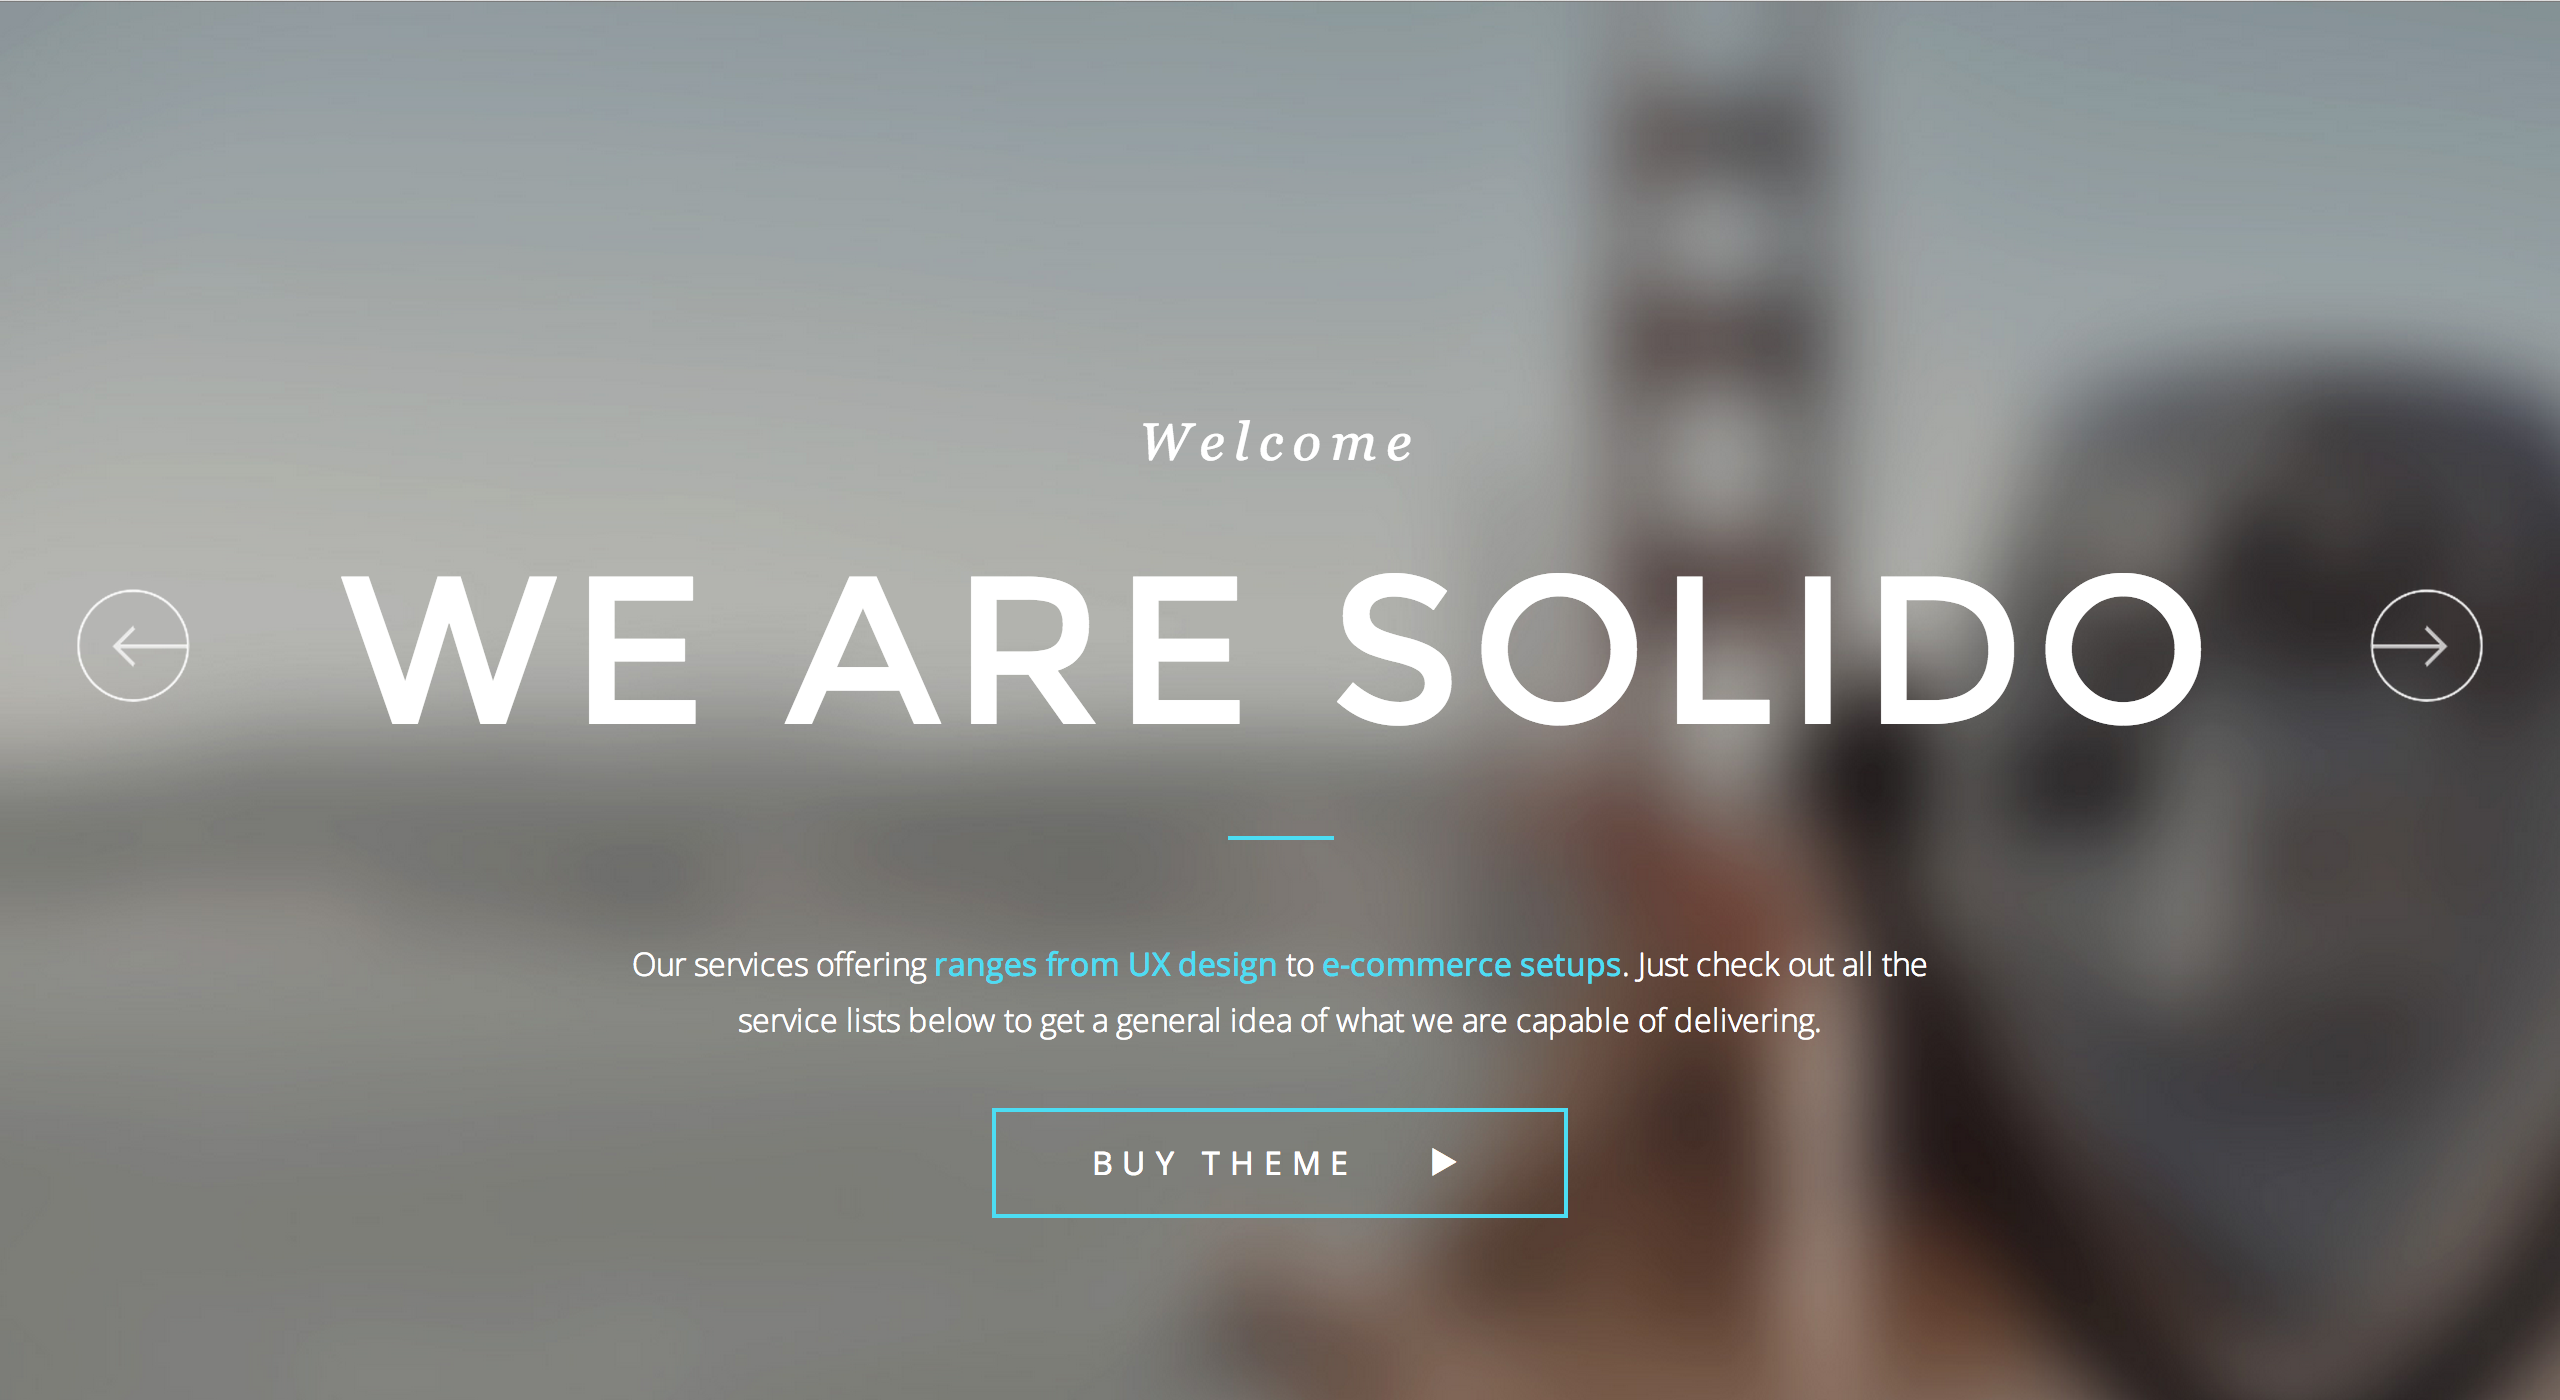 Welcome
WE ARE SOLIDO
Our services offering ranges from UX design to e-commerce setups. Just check out all the
service lists below to get a general idea of what we are capable of delivering.
BUY THEME